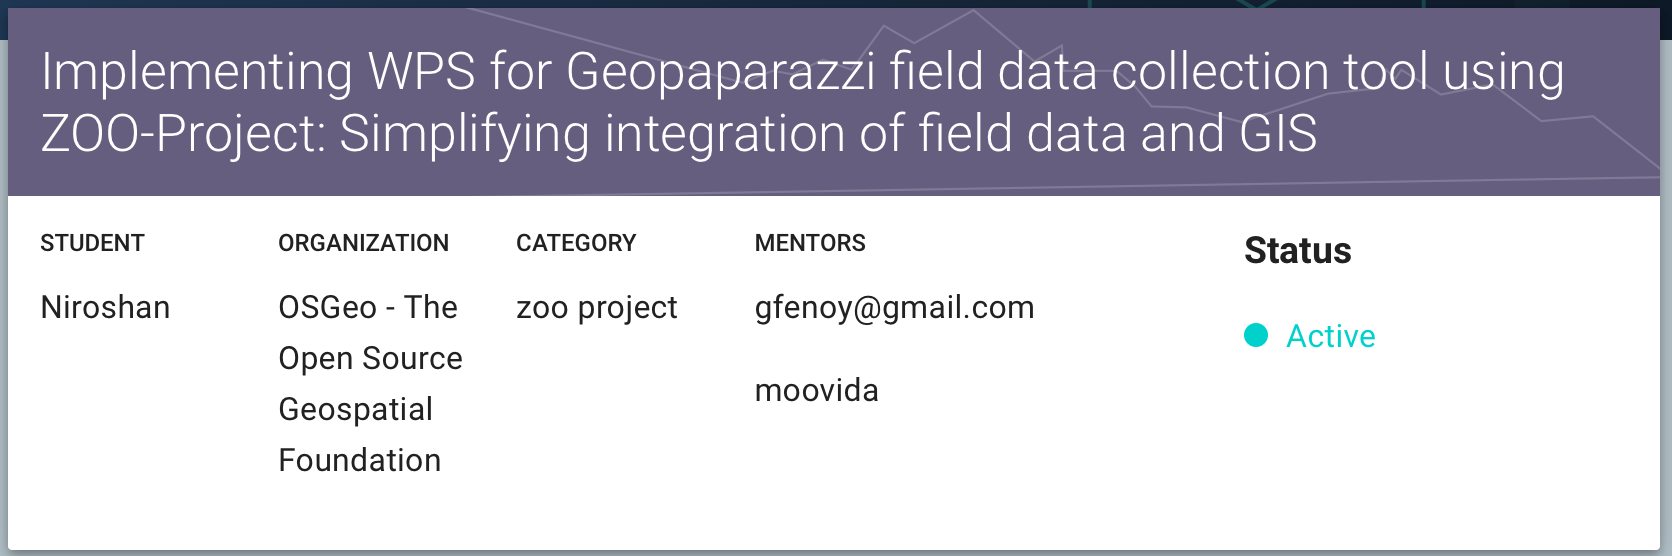 Implementing WPS for Geopaparazzi field data collection tool using
ZOO-Project: Simplifying integration of field data and GIS
STUDENT
Niroshan
ORGANIZATION
OSGeo - The
Open Source
Geospatial
Foundation
CATEGORY
zoo project
MENTORS
gfenoy@gmail.com
moovida
Status
Active